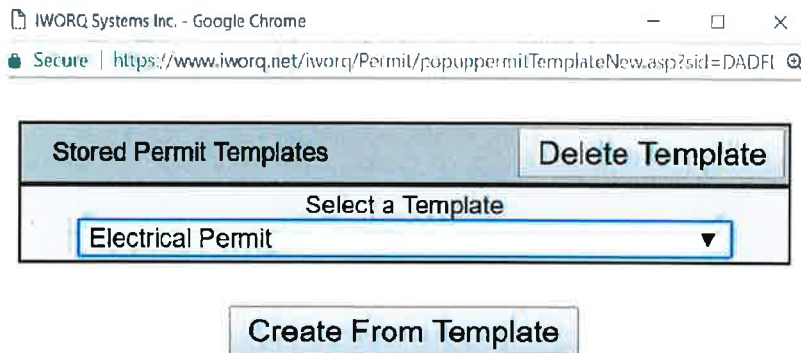 IWORQ Systems Inc. - Google Chrome
Secure | https://www.iworq.net/iworq/Permit/popuppermitTemplateNew.asp?sid=DADFI
Stored Permit Templates Delete Template
Select a Template
Electrical Permit
Create From Template